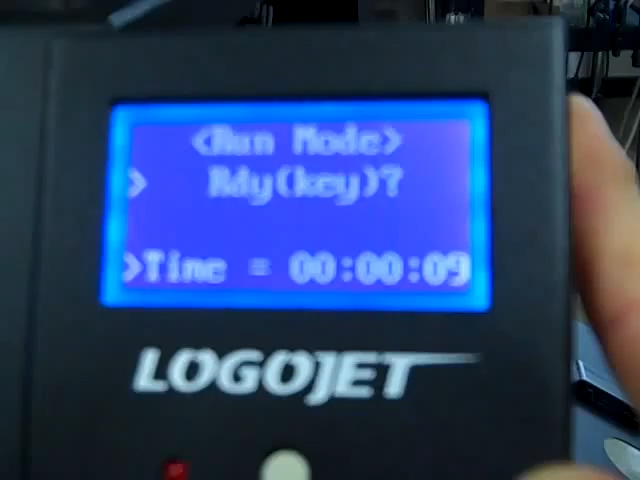 <Run Mode>
> Rdy(key)?
>Time = 00:00:09
LOGOJET